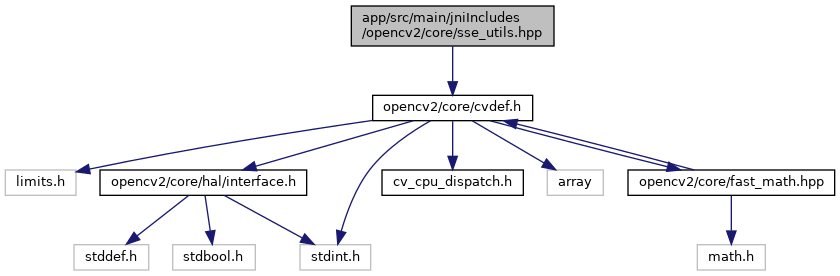 app/src/main/jniIncludes
/opencv2/core/sse_utils.hpp
opencv2/core/cvdef.h
limits.h
opencv2/core/hal/interface.h
cv_cpu_dispatch.h
array
opencv2/core/fast_math.hpp
stddef.h
stdbool.h
stdint.h
math.h